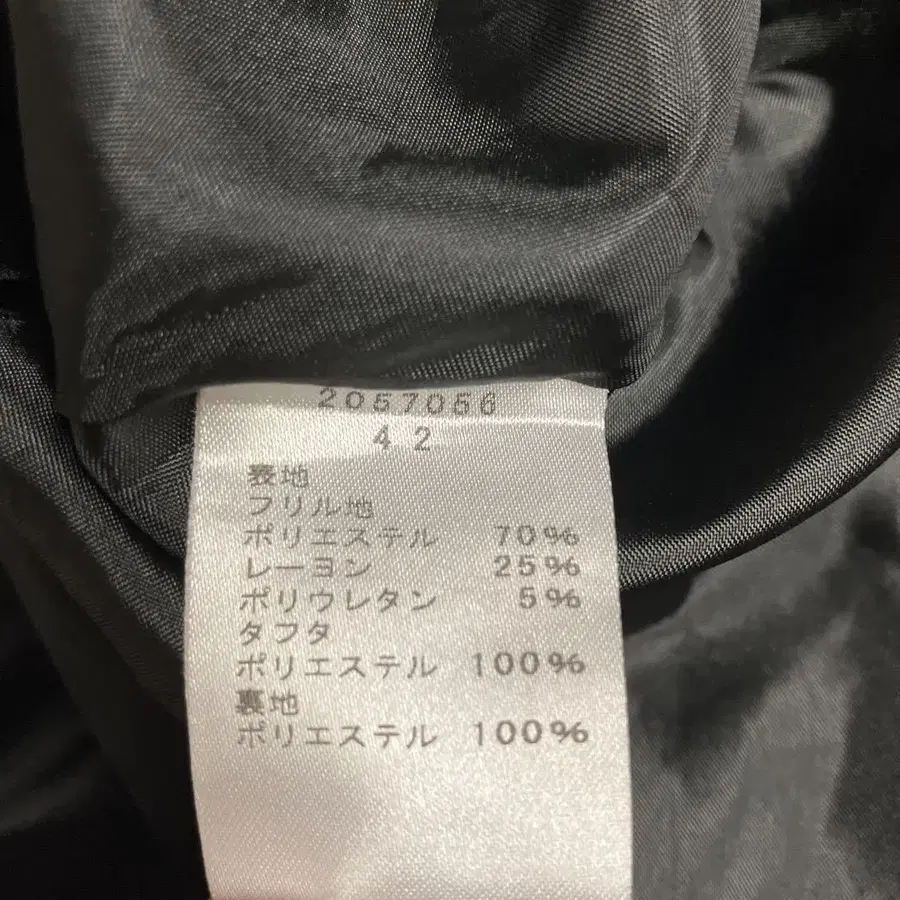 2057056
42
表地
フリル地
ポリエステル 70%
レーヨン 25%
ポリウレタン 5%
タフタ
ポリエステル 100%
裏地
ポリエステル 100%